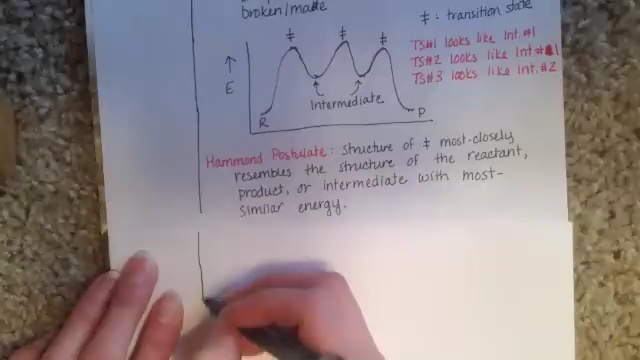 broken/made
‡ = transition state
TS#1 looks like Int.#1
TS#2 looks like Int.#1
TS#3 looks like Int.#2
‡ ‡ ‡
↑
E
Intermediate
R
P
Hammond Postulate: Structure of ‡ most-closely
resembles the structure of the reactant,
product, or intermediate with most-
similar energy.